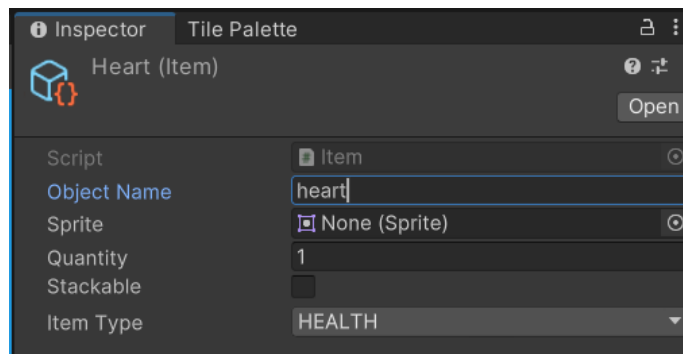 Inspector Tile Palette
Heart (Item)
Open
Script Item
Object Name heart
Sprite None (Sprite)
Quantity 1
Stackable
Item Type HEALTH